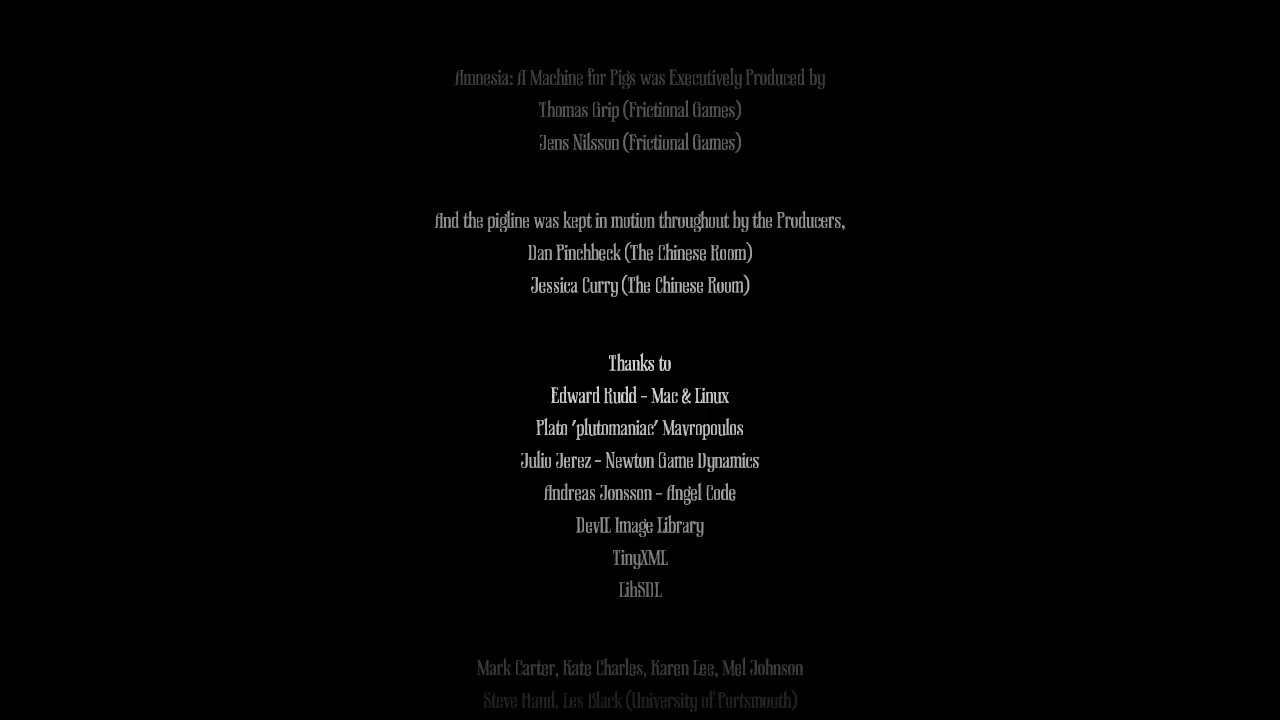 Amnesia: A Machine for Pigs was Executively Produced by
Thomas Grip (Frictional Games)
Jens Nilsson (Frictional Games)
And the pigline was kept in motion throughout by the Producers,
Dan Pinchbeck (The Chinese Room)
Jessica Curry (The Chinese Room)
Thanks to
Edward Rudd - Mac & Linux
Plato 'plutomaniac' Mavropoulos
Julio Jerez - Newton Game Dynamics
Andreas Jonsson - Angel Code
DevIL Image Library
TinyXML
LibSDL
Mark Carter, Kate Charles, Karen Lee, Mel Johnson
Steve Hand, Les Black (University of Portsmouth)